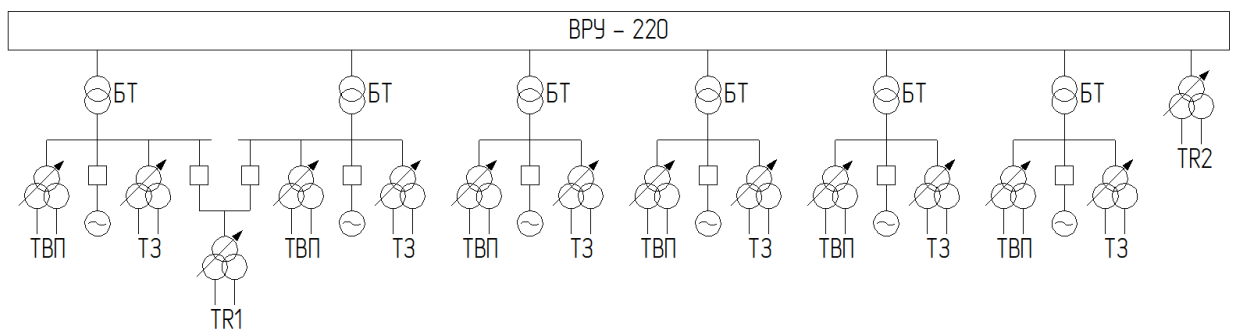 ВРУ – 220
БТ БТ БТ БТ БТ БТ
TR2
ТВП ТЗ ТВП ТЗ ТВП ТЗ ТВП ТЗ ТВП ТЗ ТВП ТЗ
TR1